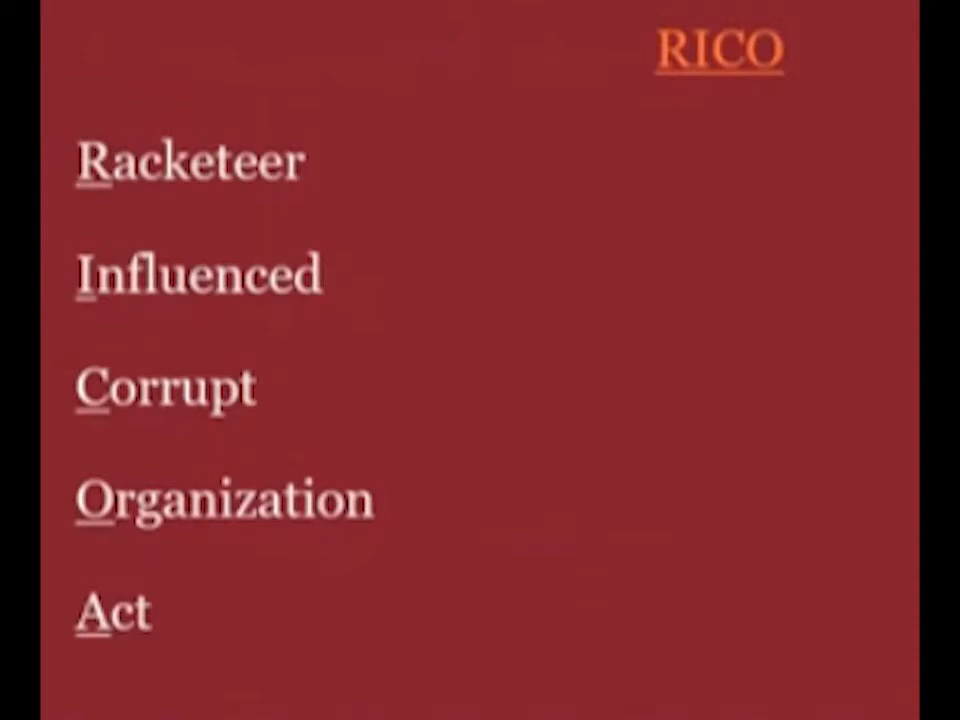 RICO
Racketeer
Influenced
Corrupt
Organization
Act